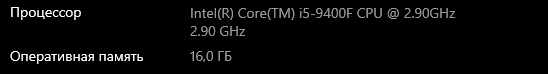 Процессор Intel(R) Core(TM) i5-9400F CPU @ 2.90GHz
2.90 GHz
Оперативная память 16,0 ГБ